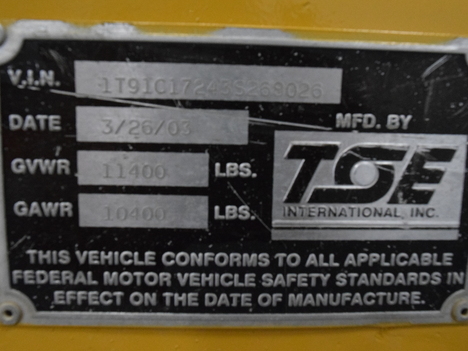 V.I.N.
DATE 3/26/03 MFD. BY
GVWR 11400 LBS. TSE
GAWR 10400 LBS. INTERNATIONAL, INC.
THIS VEHICLE CONFORMS TO ALL APPLICABLE
FEDERAL MOTOR VEHICLE SAFETY STANDARDS IN
EFFECT ON THE DATE OF MANUFACTURE.